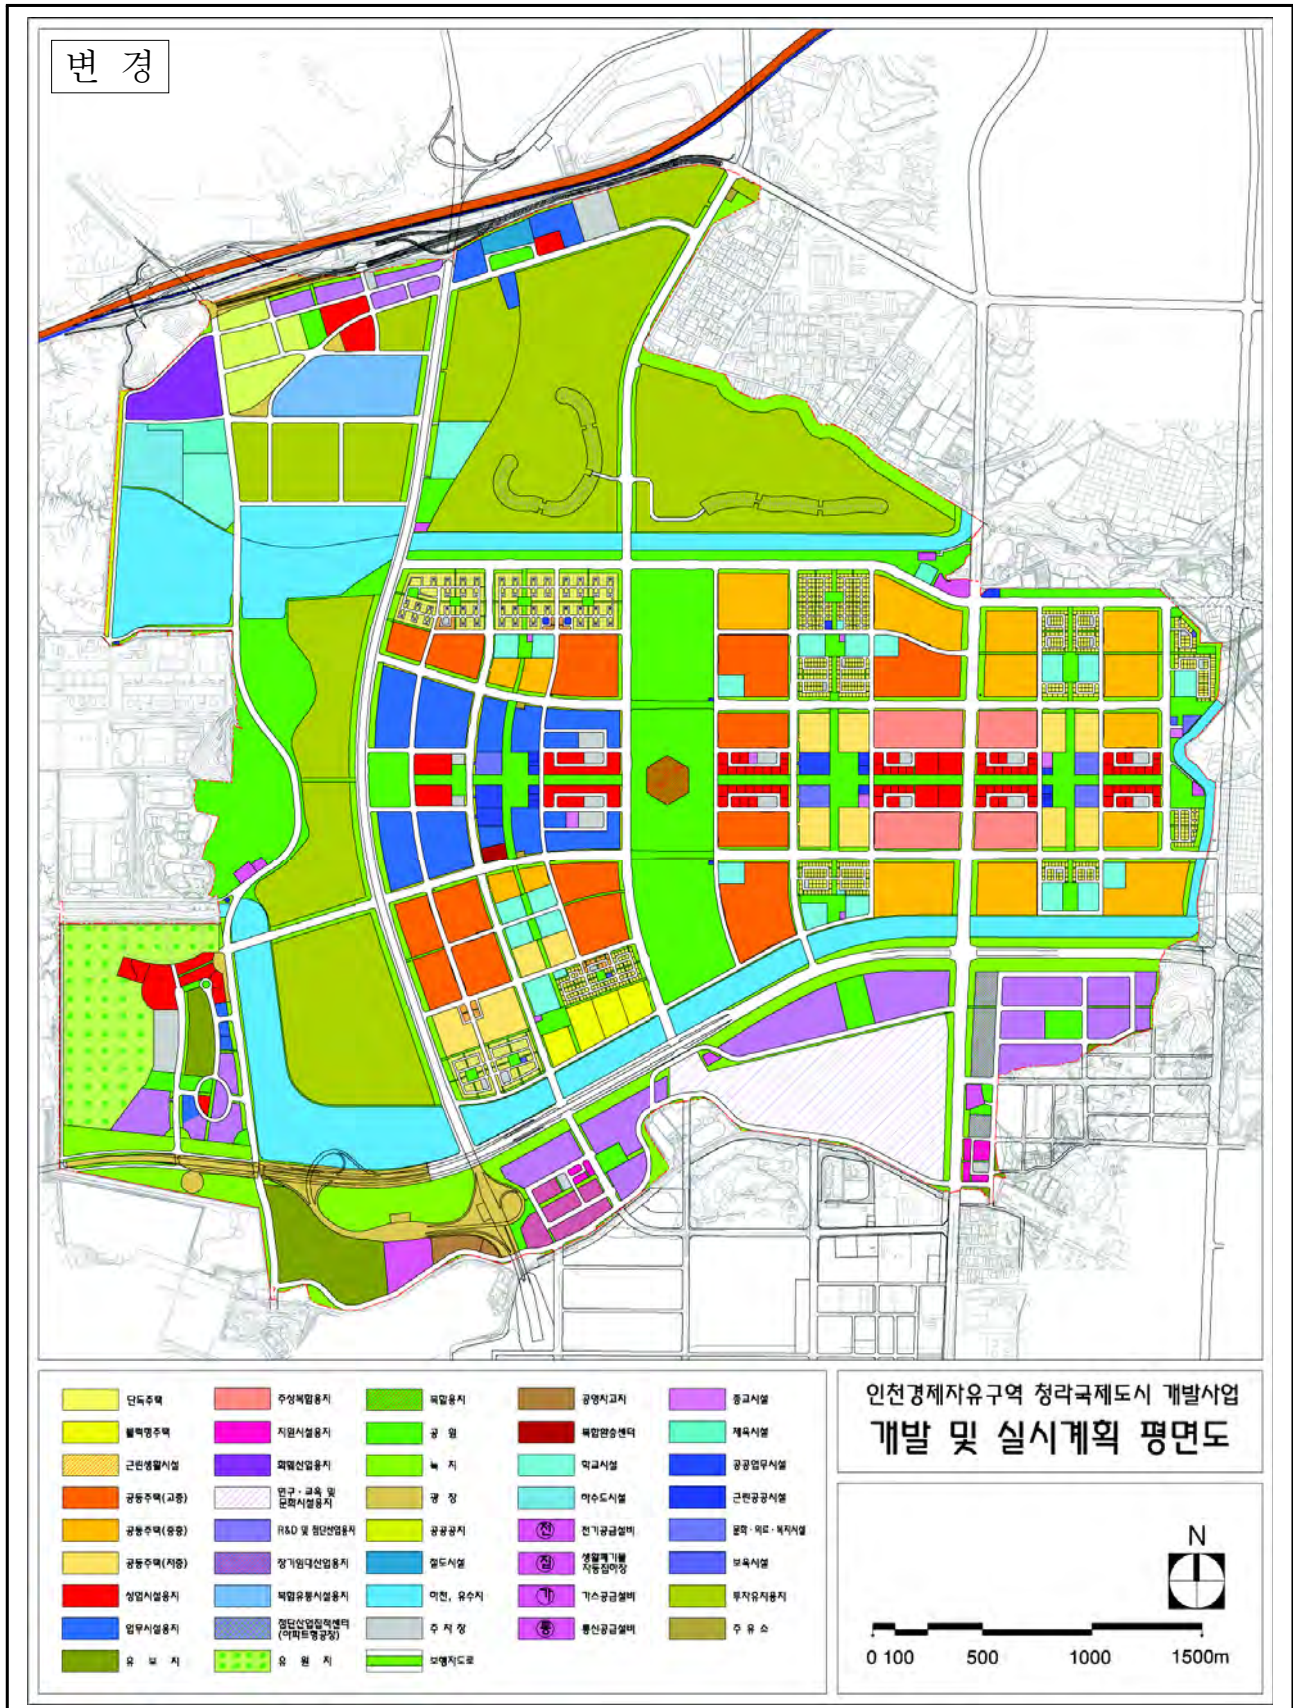 변 경
인천경제자유구역 청라국제도시 개발사업
개발 및 실시계획 평면도
단독주택
블럭형주택
근린생활시설
공동주택(고층)
공동주택(중층)
공동주택(저층)
상업시설용지
업무시설용지
유 보 지
주상복합용지
지원시설용지
화훼산업용지
연구·교육 및
문화시설용지
R&D 및 첨단산업용지
장기임대산업용지
복합유통시설용지
첨단산업집적센터
(아파트형공장)
유 원 지
복합용지
공 원
녹 지
광 장
공공공지
철도시설
하천, 유수지
주 차 장
보행자도로
공영차고지
복합환승센터
학교시설
하수도시설
전 전기공급설비
집 생활폐기물
자동집하장
가 가스공급설비
통 통신공급설비
종교시설
체육시설
공공업무시설
근린공공시설
문화·의료·복지시설
보육시설
투자유치용지
주 유 소
N
0 100 500 1000 1500m